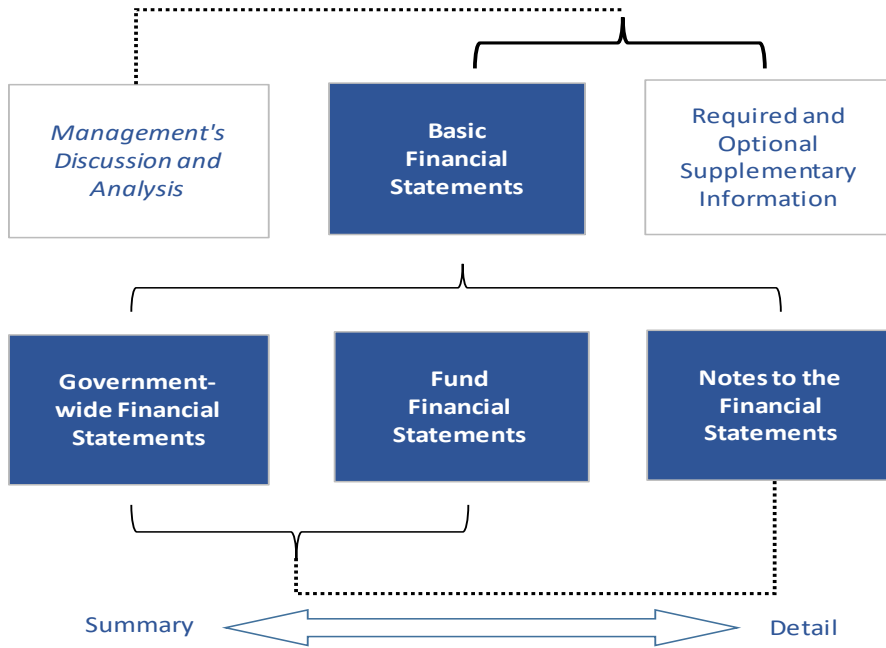 Management's
Discussion and
Analysis
Basic
Financial
Statements
Required and
Optional
Supplementary
Information
Government-
wide Financial
Statements
Fund
Financial
Statements
Notes to the
Financial
Statements
Summary
Detail